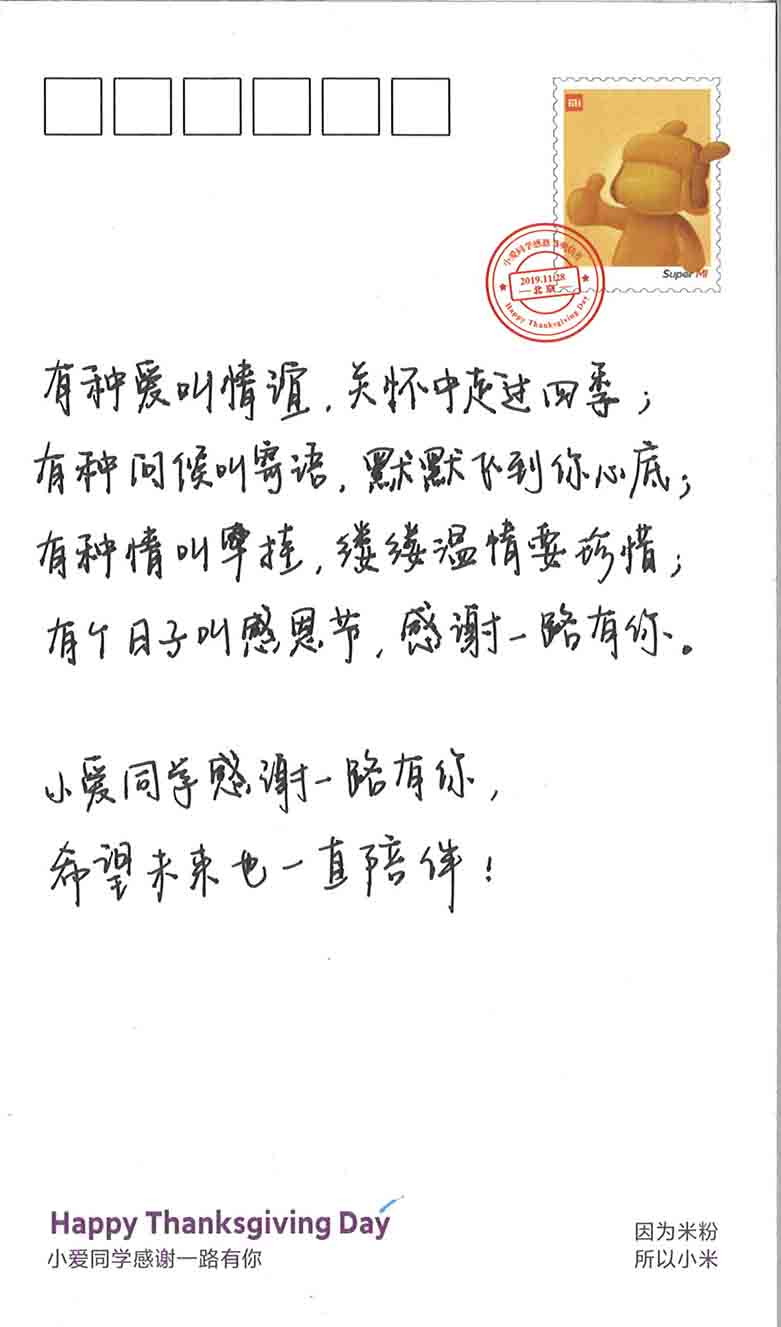 MI
Super MI
小爱同学感恩节明信片
2019.11.28
北京
Happy Thanksgiving Day
有种爱叫情谊，关怀中走过四季；
有种问候叫寄语，默默飞到你心底；
有种情叫牵挂，缕缕温情要珍惜；
有个日子叫感恩节，感谢一路有你。
小爱同学感谢一路有你，
希望未来也一直陪伴！
Happy Thanksgiving Day
小爱同学感谢一路有你
因为米粉
所以小米